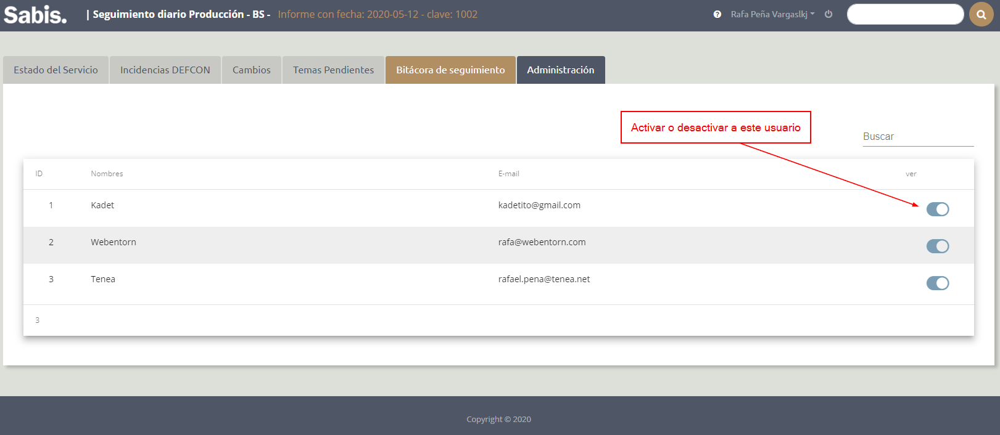 Sabis.
| Seguimiento diario Producción - BS - Informe con fecha: 2020-05-12 - clave: 1002
Rafa Peña Vargaslkj
Estado del Servicio
Incidencias DEFCON
Cambios
Temas Pendientes
Bitácora de seguimiento
Administración
Activar o desactivar a este usuario
Buscar
ID Nombres E-mail ver
1 Kadet kadetito@gmail.com
2 Webentorn rafa@webentorn.com
3 Tenea rafael.pena@tenea.net
3
Copyright © 2020